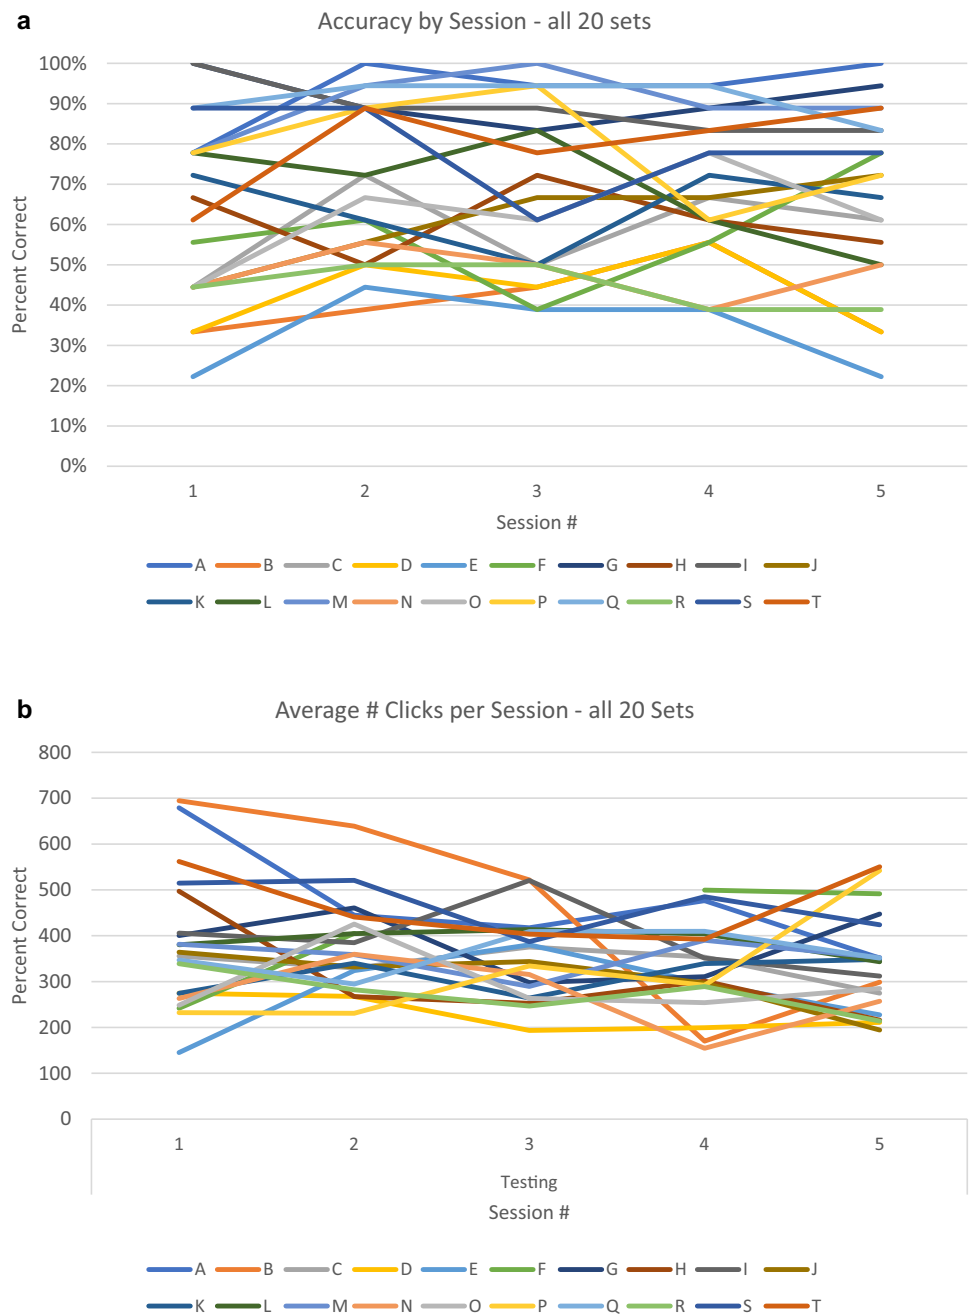 a
Accuracy by Session - all 20 sets
100%
90%
80%
70%
60%
50%
40%
30%
20%
10%
0%
Percent Correct
1 2 3 4 5
Session #
A B C D E F G H I J
K L M N O P Q R S T
b
Average # Clicks per Session - all 20 Sets
800
700
600
500
400
300
200
100
0
Percent Correct
1 2 3 4 5
Testing
Session #
A B C D E F G H I J
K L M N O P Q R S T